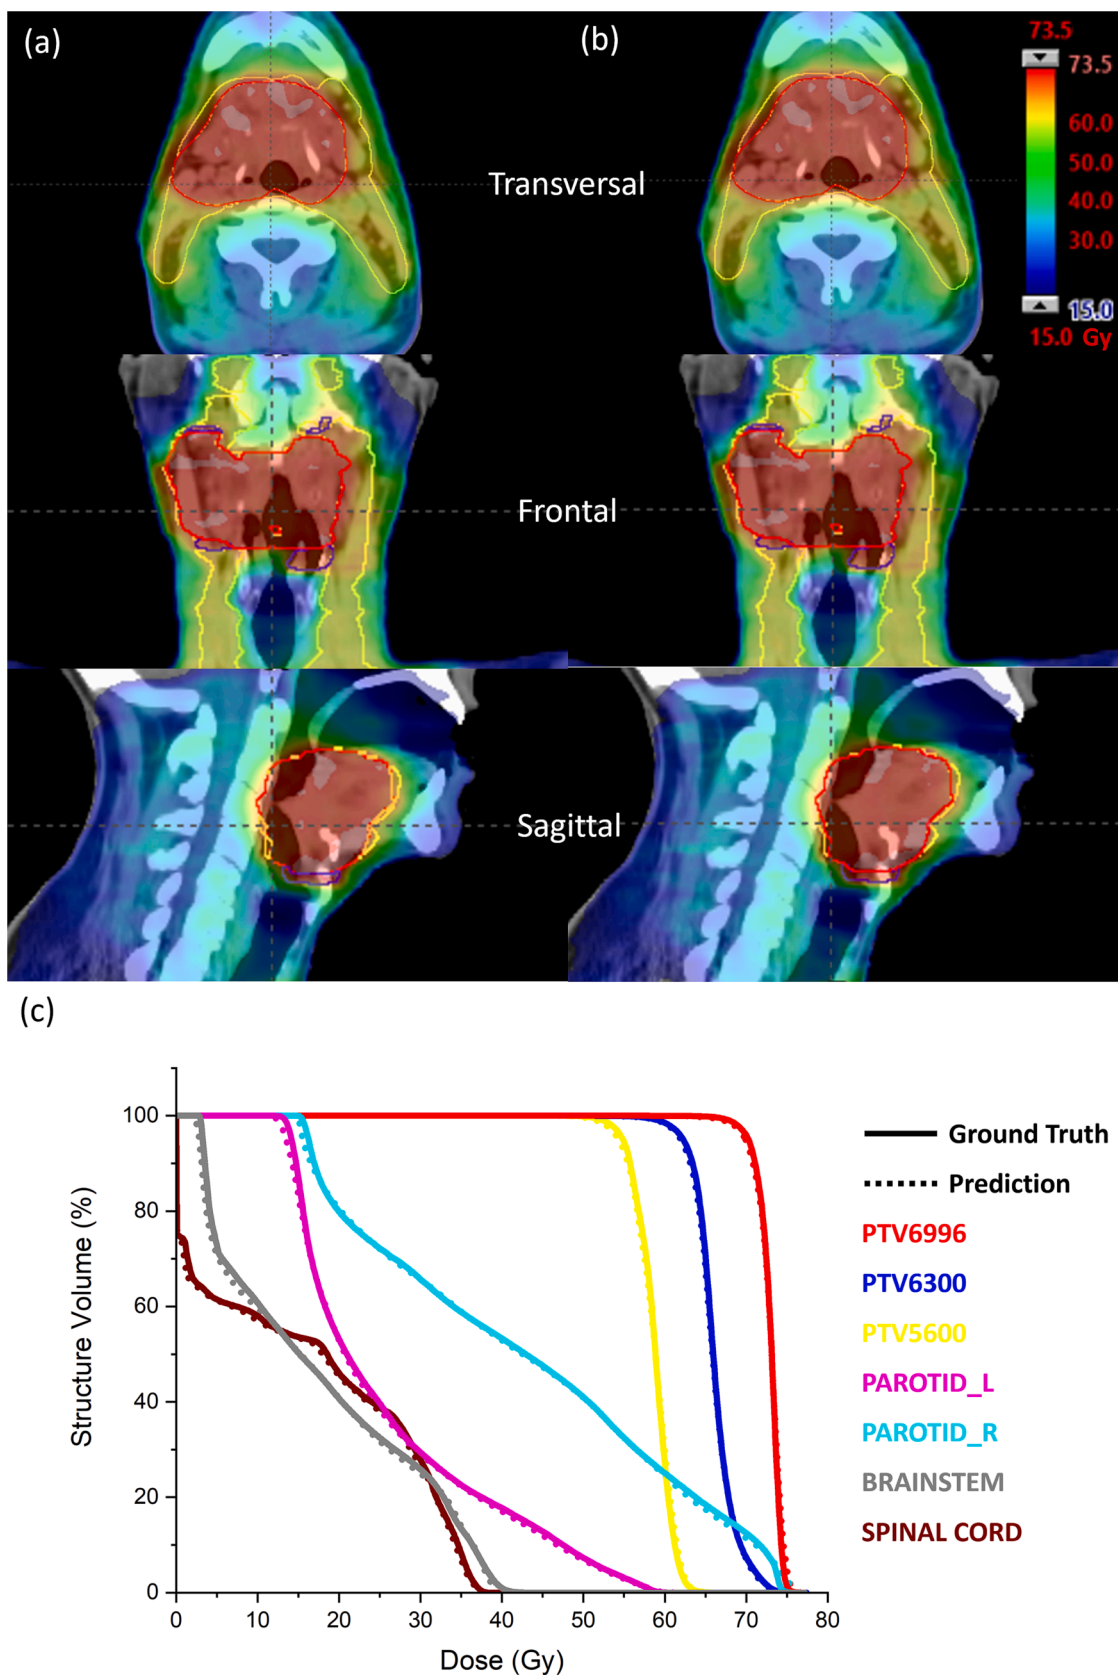 (a)
(b)
73.5
73.5
60.0
50.0
40.0
30.0
15.0
15.0 Gy
Transversal
Frontal
Sagittal
(c)
100
80
60
40
20
0
Structure Volume (%)
0 10 20 30 40 50 60 70 80
Dose (Gy)
Ground Truth
Prediction
PTV6996
PTV6300
PTV5600
PAROTID_L
PAROTID_R
BRAINSTEM
SPINAL CORD